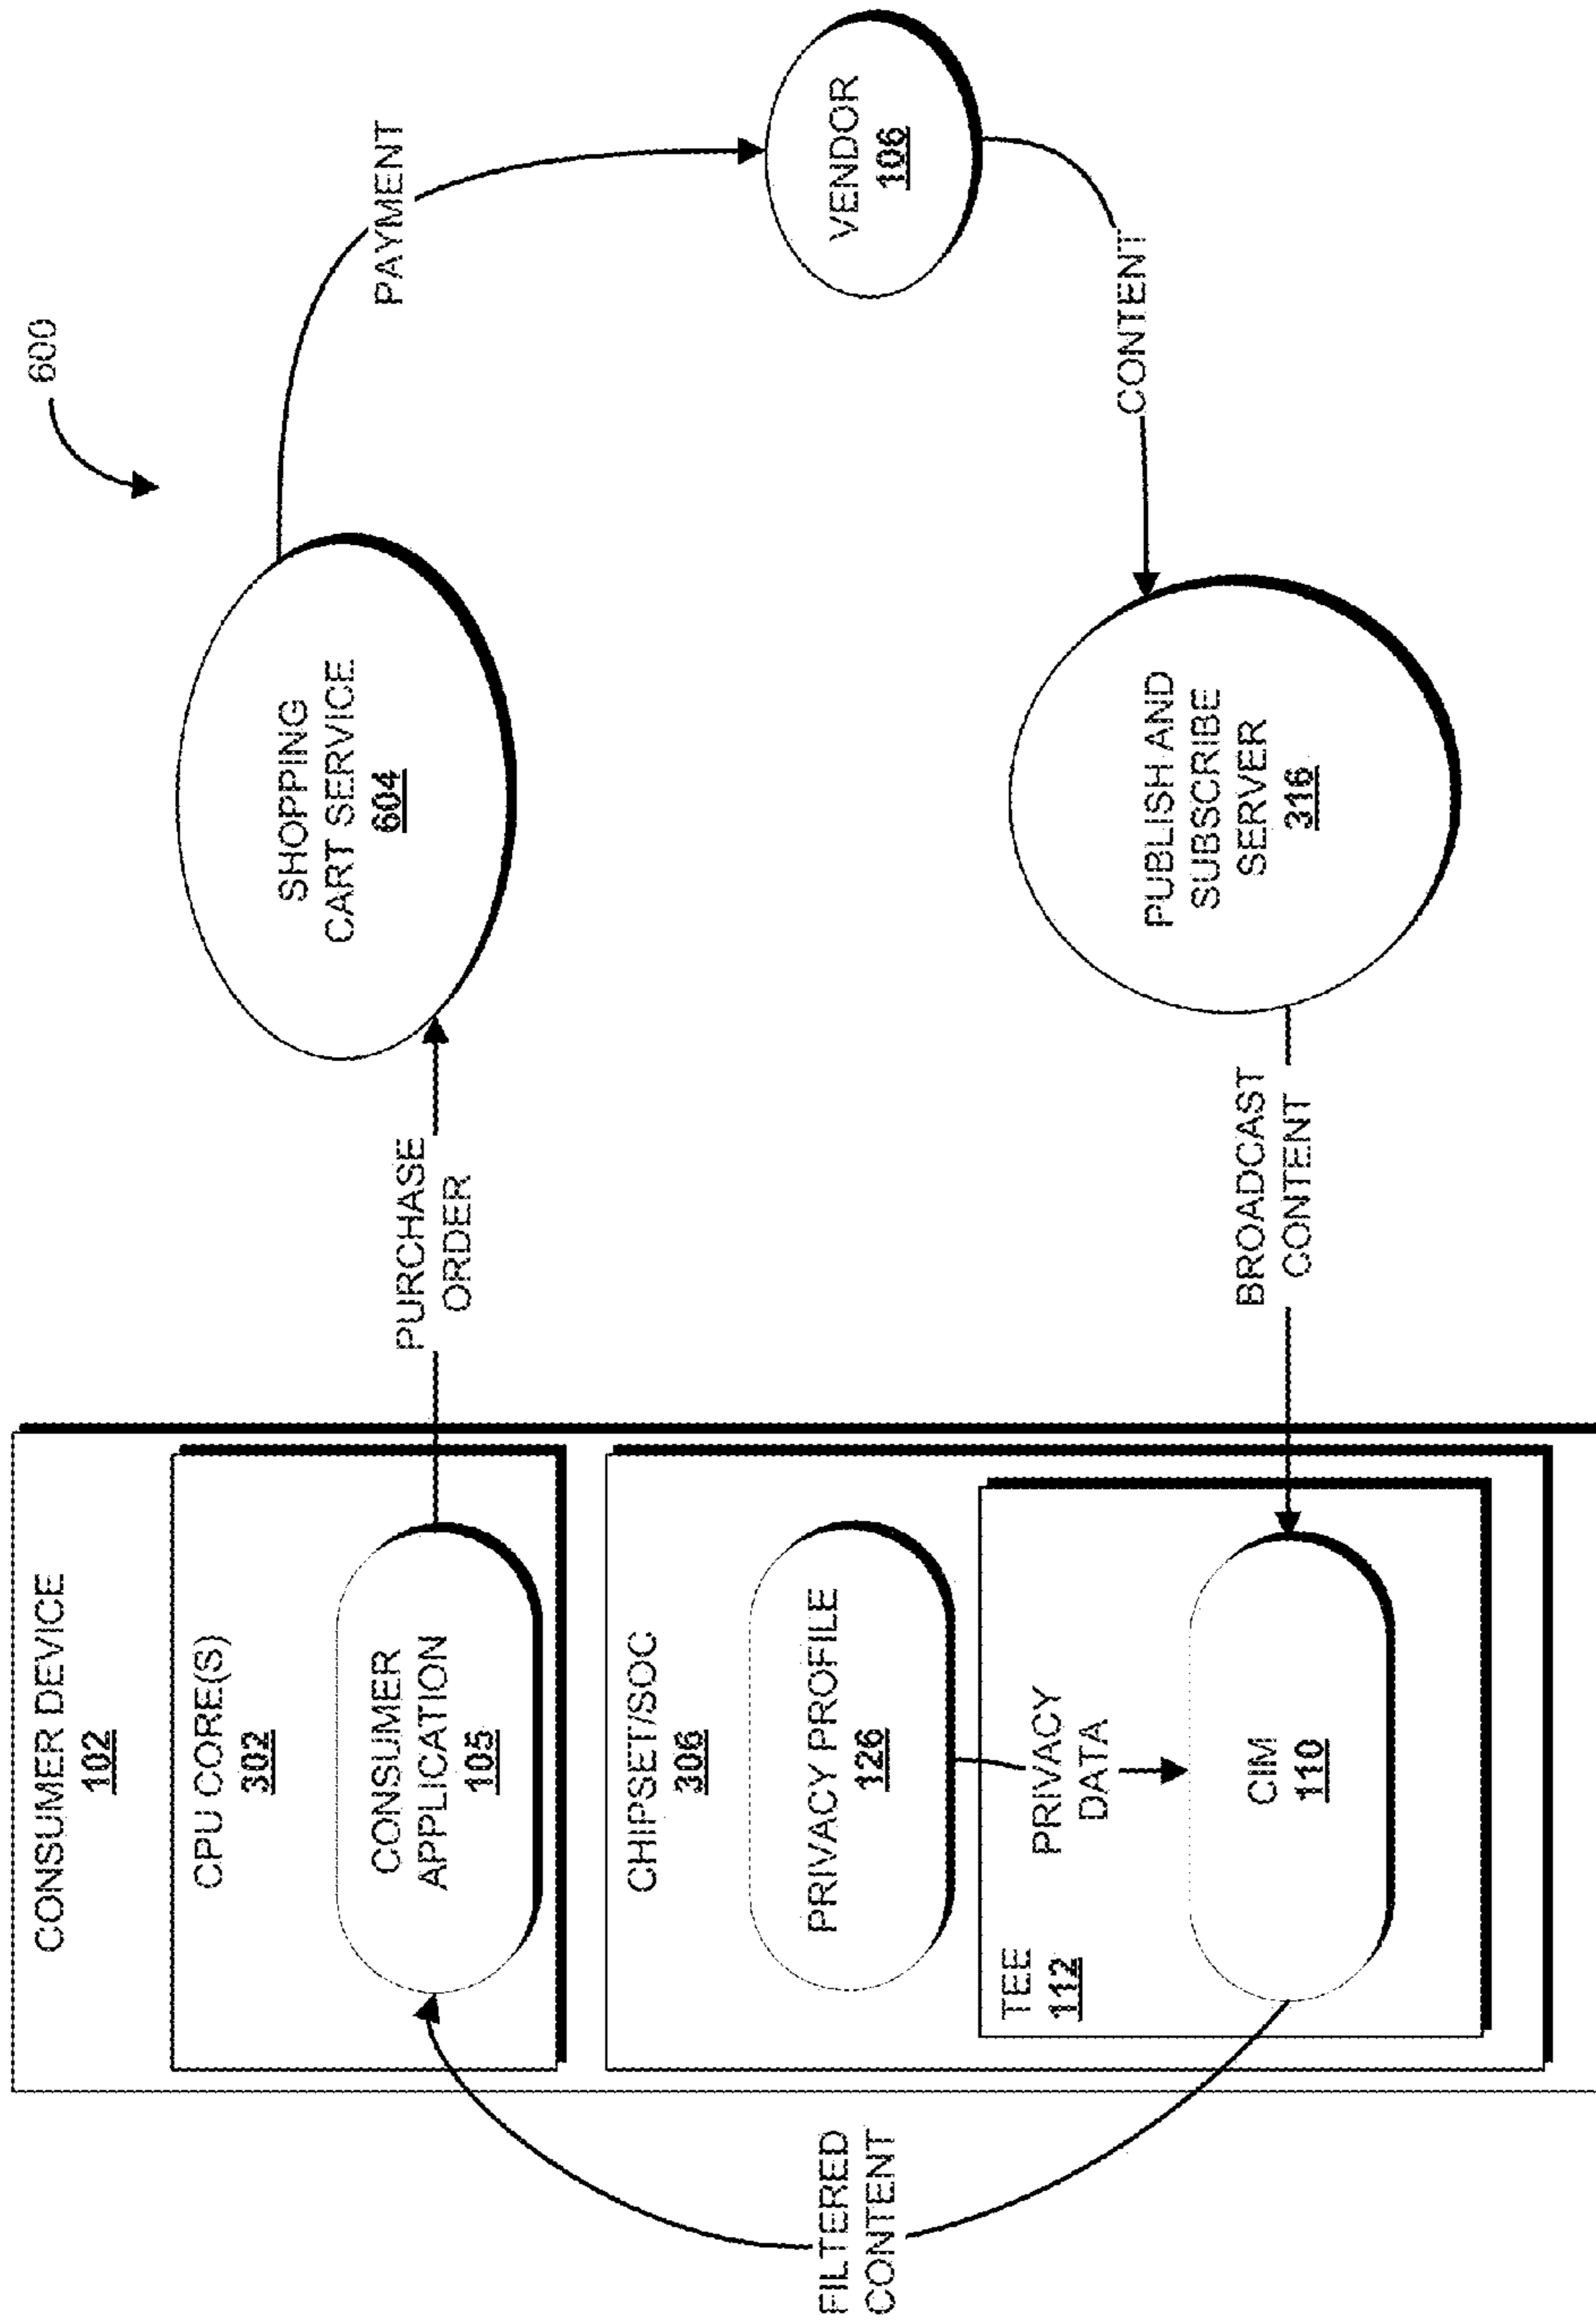 600
CONSUMER DEVICE
102
CPU CORE(S)
302
CONSUMER
APPLICATION
105
PURCHASE
ORDER
SHOPPING
CART SERVICE
604
PAYMENT
VENDOR
106
CONTENT
PUBLISH AND
SUBSCRIBE
SERVER
316
BROADCAST
CONTENT
CHIPSET/SOC
306
PRIVACY PROFILE
126
TEE
112
PRIVACY
DATA
CIM
110
FILTERED
CONTENT